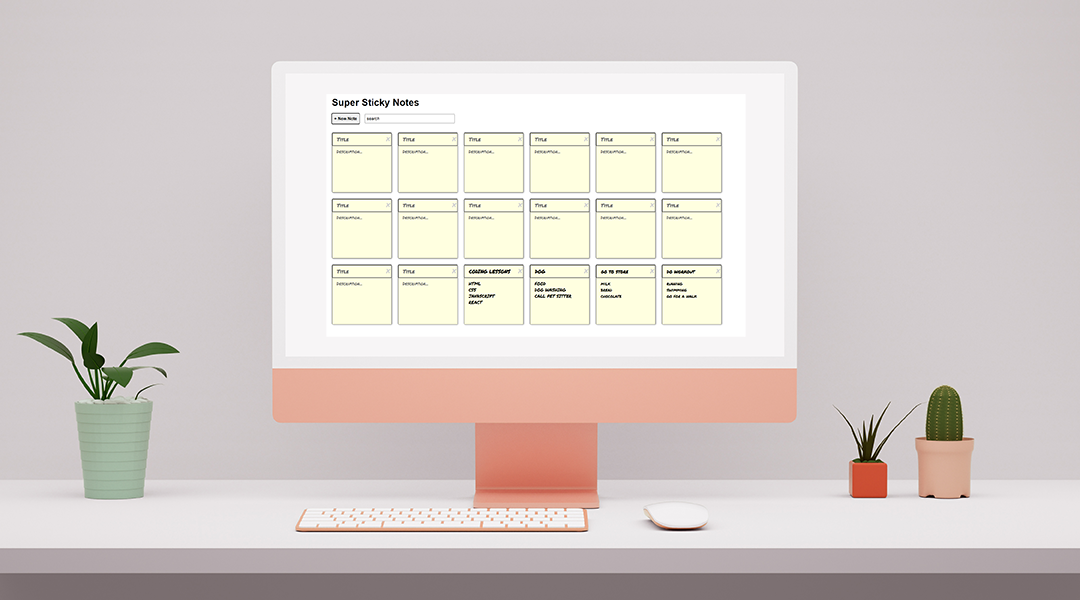 Super Sticky Notes
+ New Note search
TITLE X TITLE X TITLE X TITLE X TITLE X TITLE X
DESCRIPTION... DESCRIPTION... DESCRIPTION... DESCRIPTION... DESCRIPTION... DESCRIPTION...
TITLE X TITLE X TITLE X TITLE X TITLE X TITLE X
DESCRIPTION... DESCRIPTION... DESCRIPTION... DESCRIPTION... DESCRIPTION... DESCRIPTION...
TITLE X
DESCRIPTION...
TITLE X
DESCRIPTION...
CODING LESSONS X
HTML
CSS
JAVASCRIPT
REACT
DOG X
FOOD
DOG WASHING
CALL PET SITTER
GO TO STORE X
MILK
BREAD
CHOCOLATE
DO WORKOUT X
RUNNING
SWIMMING
GO FOR A WALK